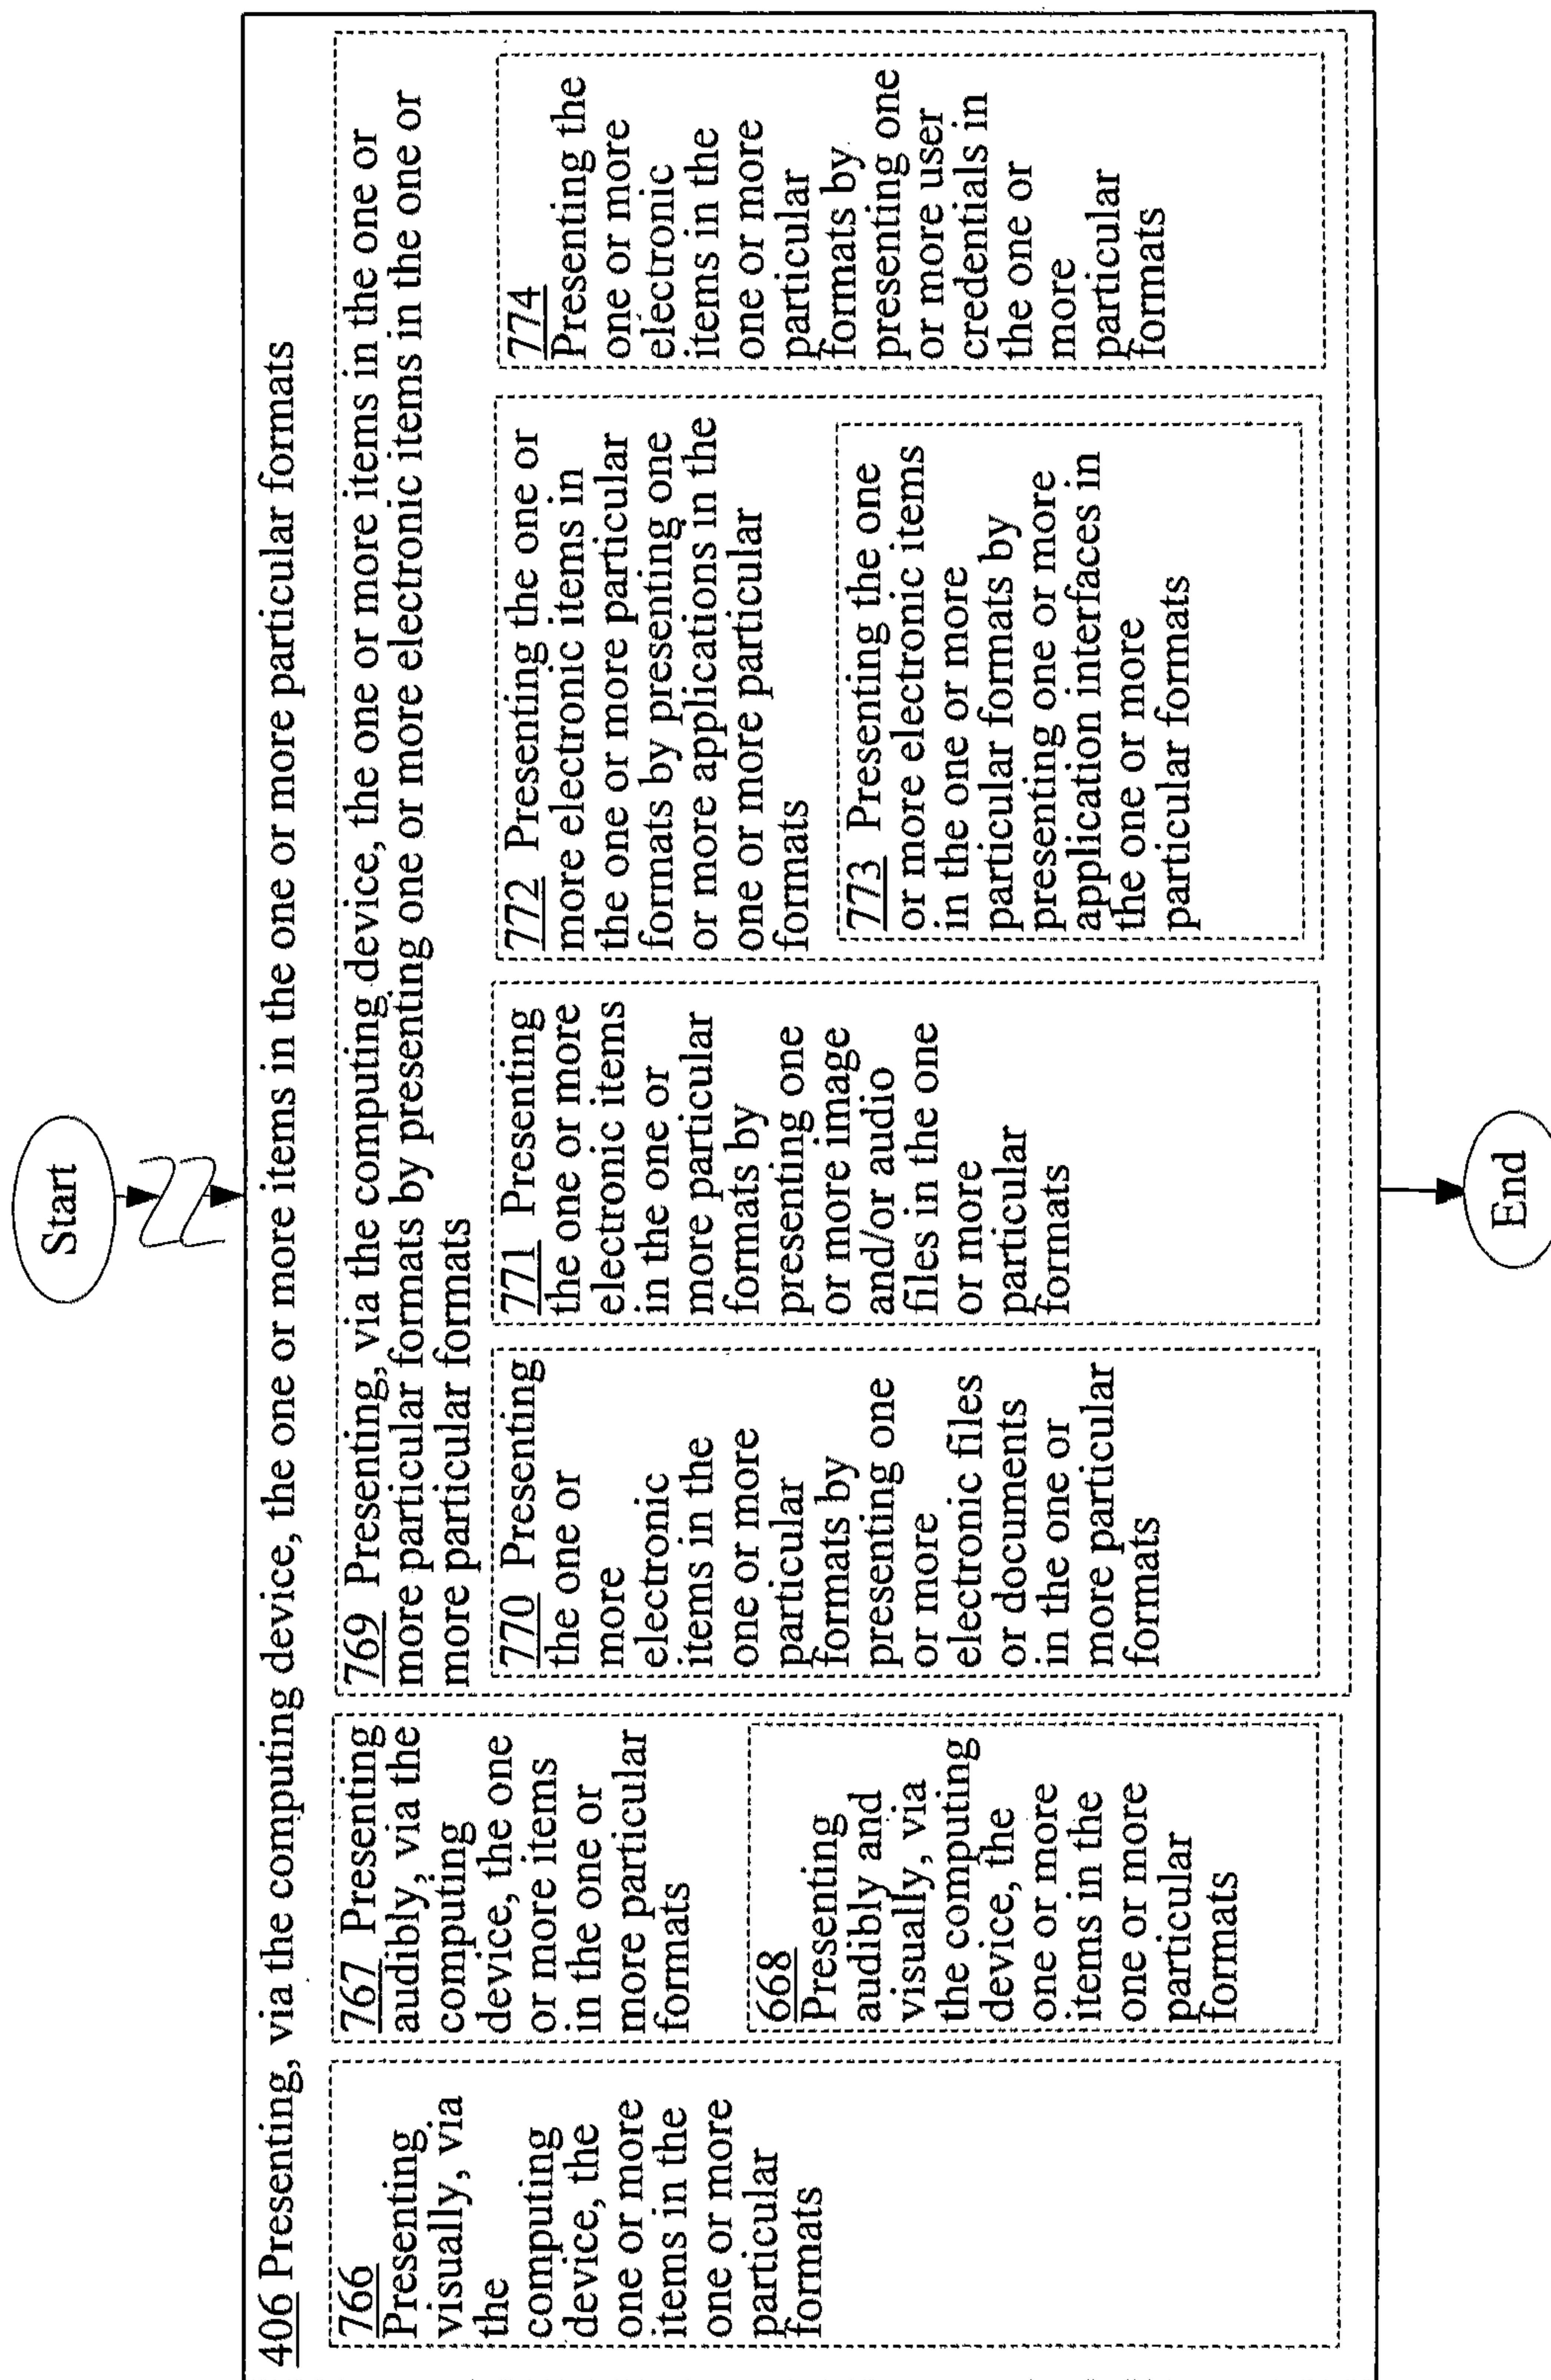 Start
406 Presenting, via the computing device, the one or more items in the one or more particular formats
766
Presenting
visually, via
the
computing
device, the
one or more
items in the
one or more
particular
formats
767 Presenting
audibly, via the
computing
device, the one
or more items
in the one or
more particular
formats
668
Presenting
audibly and
visually, via
the computing
device, the
one or more
items in the
one or more
particular
formats
769 Presenting, via the computing device, the one or more items in the one or
more particular formats by presenting one or more electronic items in the one or
more particular formats
770 Presenting
the one or
more
electronic
items in the
one or more
particular
formats by
presenting one
or more
electronic files
or documents
in the one or
more particular
formats
771 Presenting
the one or more
electronic items
in the one or
more particular
formats by
presenting one
or more image
and/or audio
files in the one
or more
particular
formats
772 Presenting the one or
more electronic items in
the one or more particular
formats by presenting one
or more applications in the
one or more particular
formats
773 Presenting the one
or more electronic items
in the one or more
particular formats by
presenting one or more
application interfaces in
the one or more
particular formats
774
Presenting the
one or more
electronic
items in the
one or more
particular
formats by
presenting one
or more user
credentials in
the one or
more
particular
formats
End